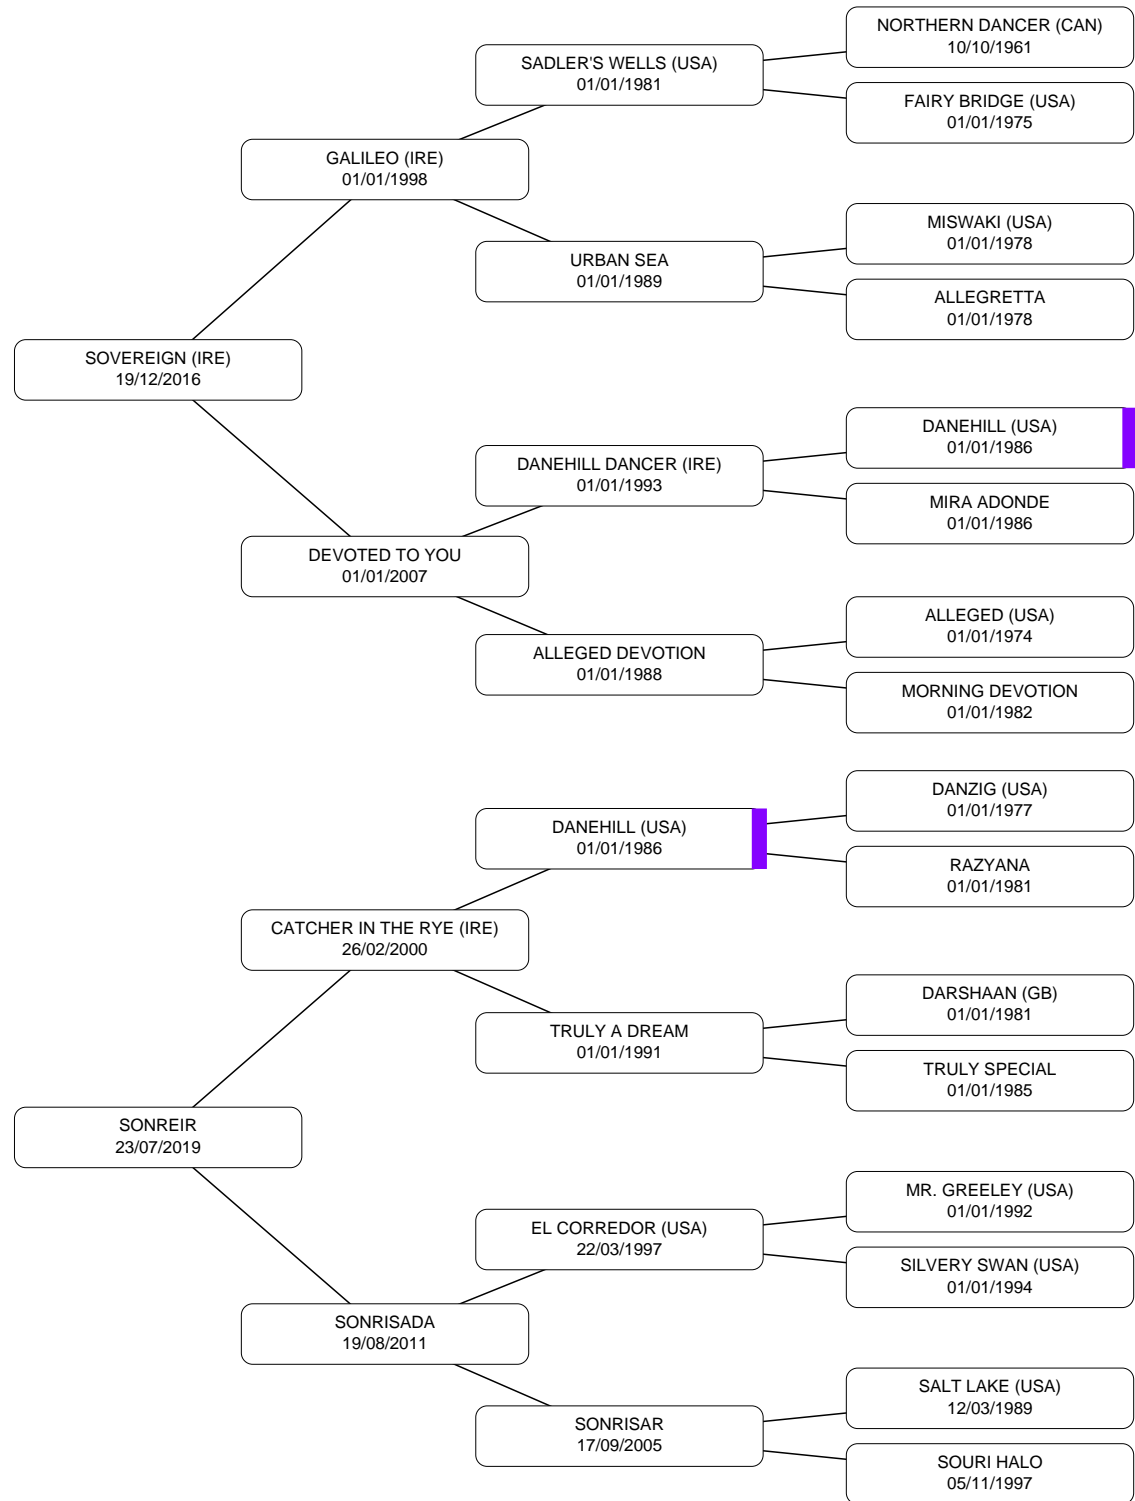 NORTHERN DANCER (CAN)
10/10/1961
SADLER'S WELLS (USA)
01/01/1981
FAIRY BRIDGE (USA)
01/01/1975
GALILEO (IRE)
01/01/1998
MISWAKI (USA)
01/01/1978
URBAN SEA
01/01/1989
ALLEGRETTA
01/01/1978
SOVEREIGN (IRE)
19/12/2016
DANEHILL (USA)
01/01/1986
DANEHILL DANCER (IRE)
01/01/1993
MIRA ADONDE
01/01/1986
DEVOTED TO YOU
01/01/2007
ALLEGED (USA)
01/01/1974
ALLEGED DEVOTION
01/01/1988
MORNING DEVOTION
01/01/1982
DANZIG (USA)
01/01/1977
DANEHILL (USA)
01/01/1986
RAZYANA
01/01/1981
CATCHER IN THE RYE (IRE)
26/02/2000
DARSHAAN (GB)
01/01/1981
TRULY A DREAM
01/01/1991
TRULY SPECIAL
01/01/1985
SONREIR
23/07/2019
MR. GREELEY (USA)
01/01/1992
EL CORREDOR (USA)
22/03/1997
SILVERY SWAN (USA)
01/01/1994
SONRISADA
19/08/2011
SALT LAKE (USA)
12/03/1989
SONRISAR
17/09/2005
SOURI HALO
05/11/1997